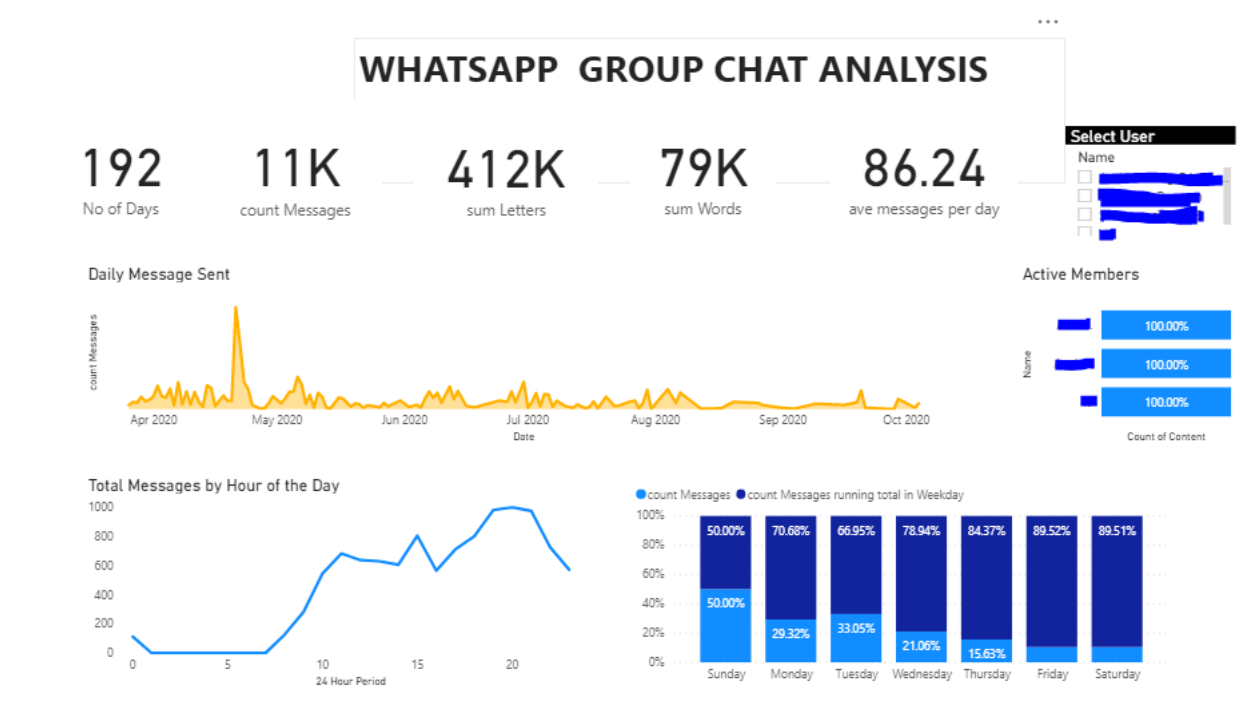 WHATSAPP GROUP CHAT ANALYSIS
Select User
Name
192
No of Days
11K
count Messages
412K
sum Letters
79K
sum Words
86.24
ave messages per day
Daily Message Sent
count Messages
Apr 2020 May 2020 Jun 2020 Jul 2020 Aug 2020 Sep 2020 Oct 2020
Date
Active Members
Name
100.00%
100.00%
100.00%
Count of Content
Total Messages by Hour of the Day
1000
800
600
400
200
0
0 5 10 15 20
24 Hour Period
count Messages count Messages running total in Weekday
100%
80%
60%
40%
20%
0%
50.00% 70.68% 66.95% 78.94% 84.37% 89.52% 89.51%
50.00% 29.32% 33.05% 21.06% 15.63%
Sunday Monday Tuesday Wednesday Thursday Friday Saturday